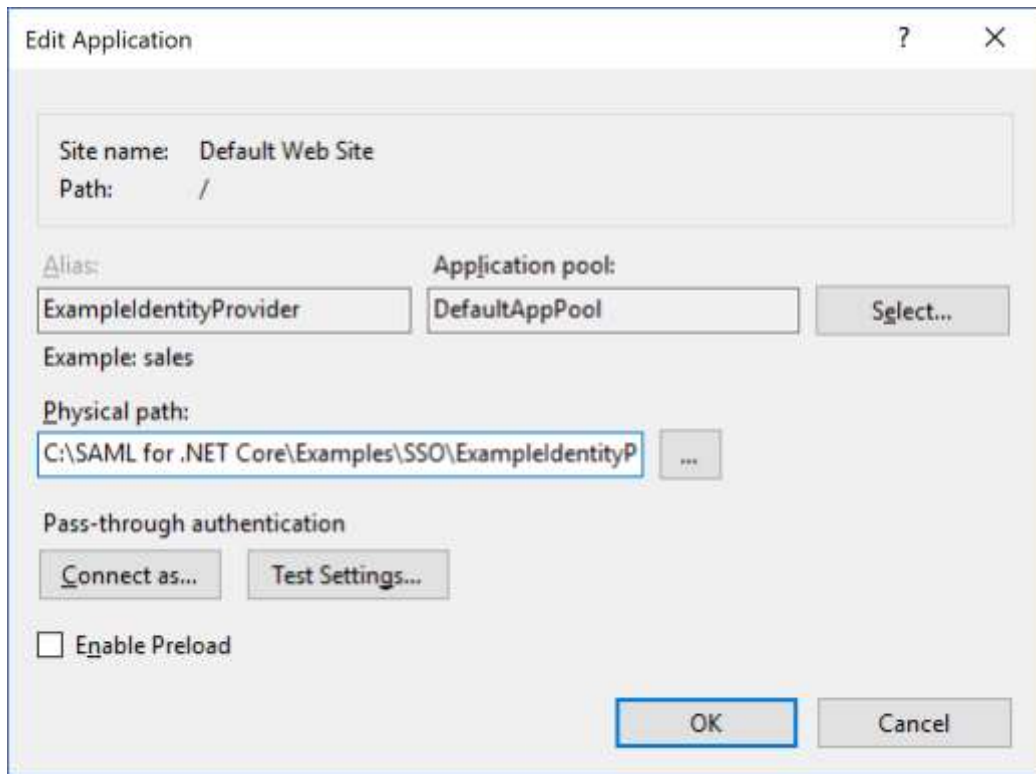 Edit Application
?
Site name: Default Web Site
Path: /
Alias: Application pool:
ExampleIdentityProvider DefaultAppPool Select...
Example: sales
Physical path:
C:\SAML for .NET Core\Examples\SSO\ExampleIdentityP ...
Pass-through authentication
Connect as... Test Settings...
Enable Preload
OK Cancel